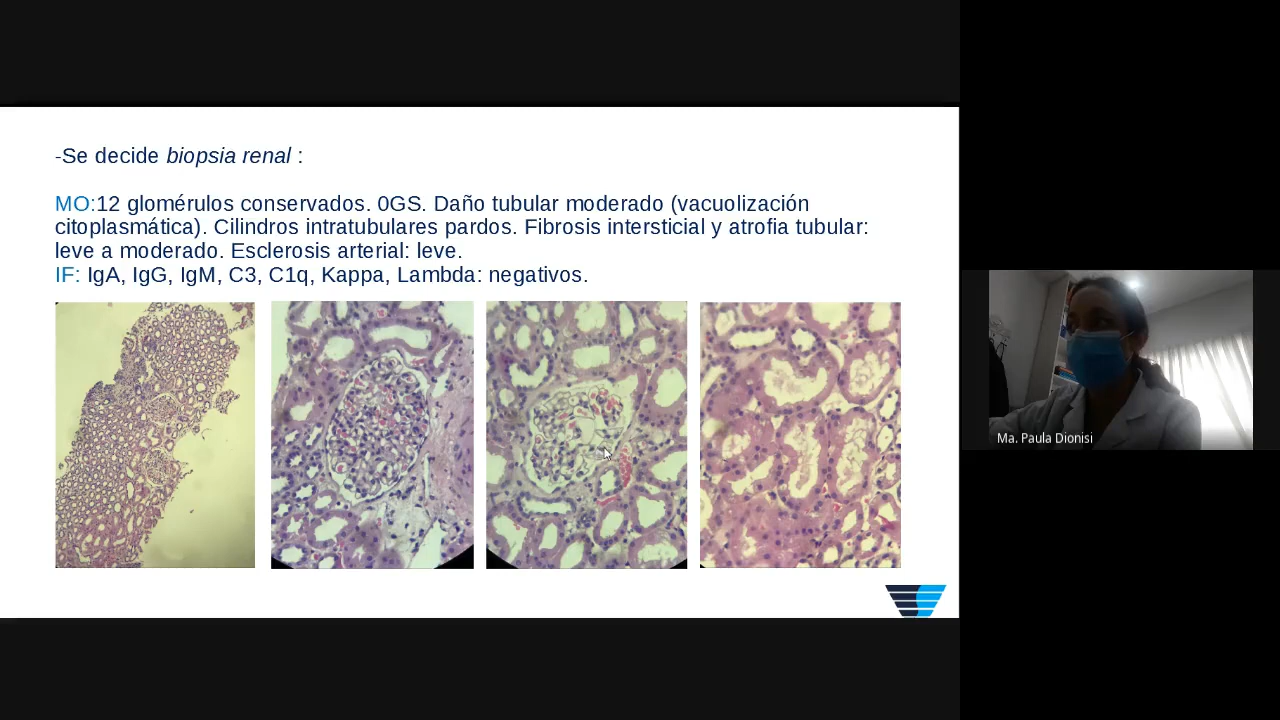 -Se decide biopsia renal :
MO:12 glomérulos conservados. 0GS. Daño tubular moderado (vacuolización
citoplasmática). Cilindros intratubulares pardos. Fibrosis intersticial y atrofia tubular:
leve a moderado. Esclerosis arterial: leve.
IF: IgA, IgG, IgM, C3, C1q, Kappa, Lambda: negativos.
Ma. Paula Dionisi